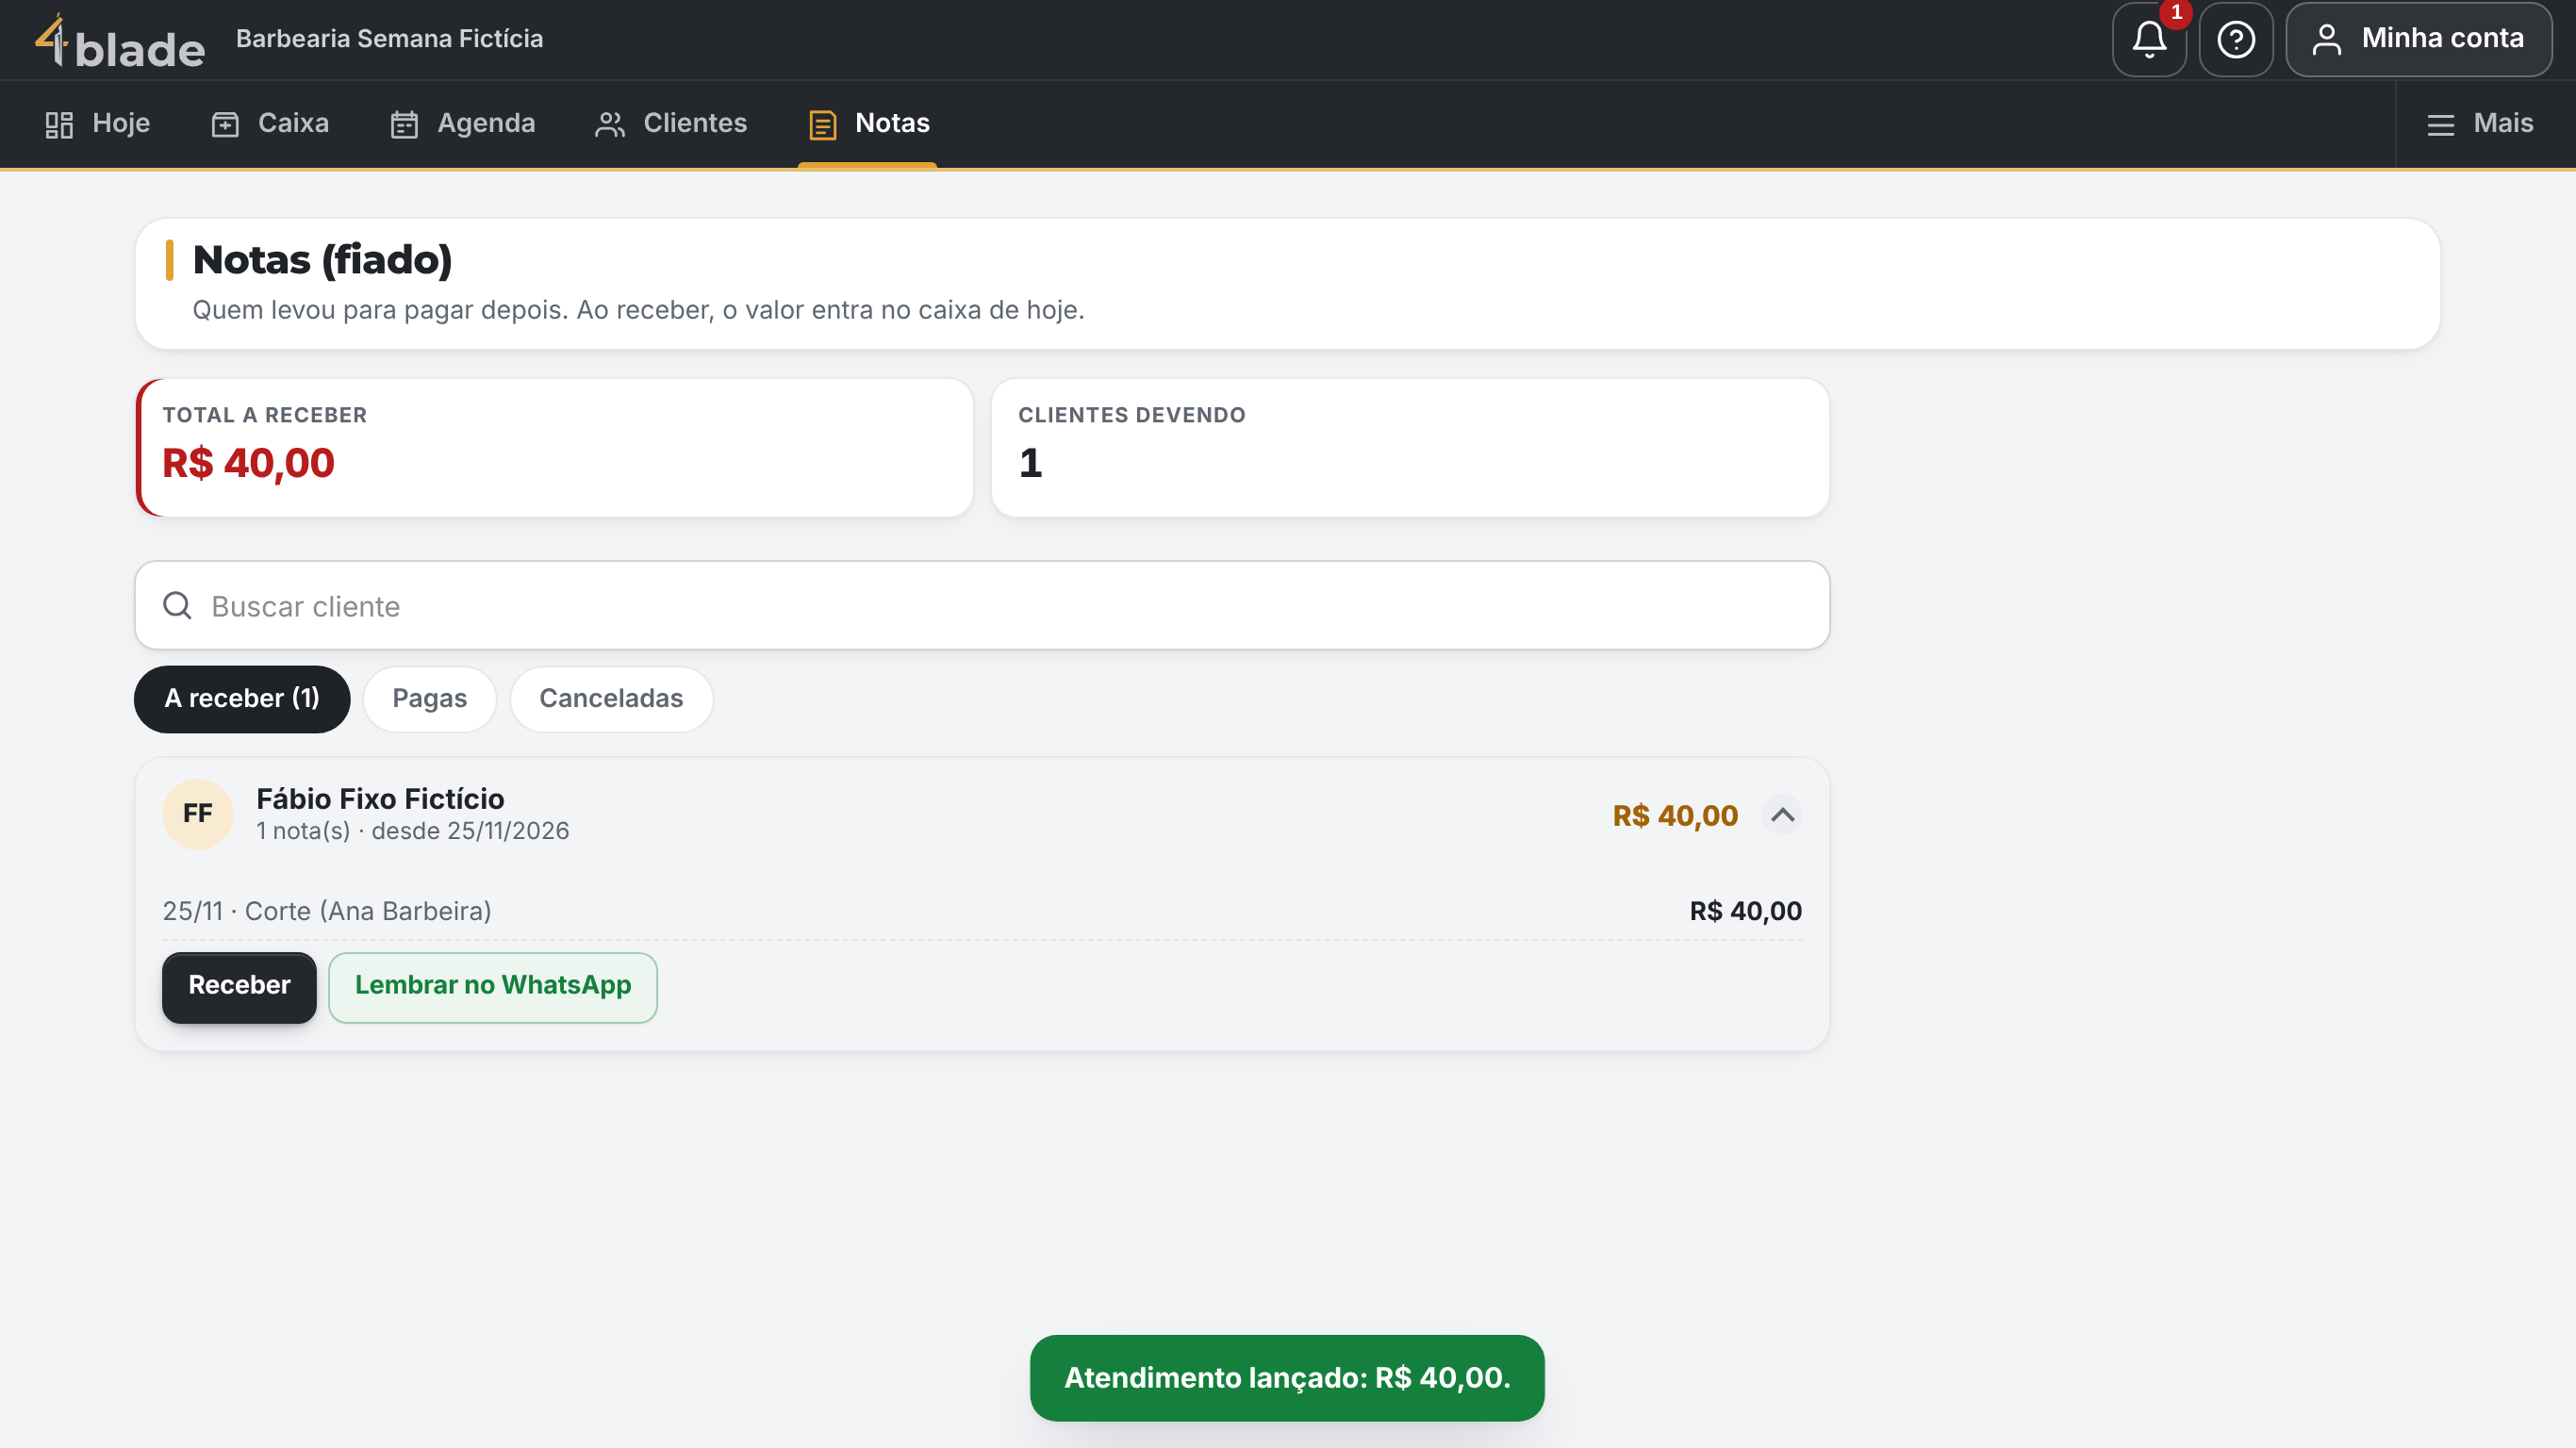 4blade
Barbearia Semana Fictícia
1
Minha conta
Hoje
Caixa
Agenda
Clientes
Notas
Mais
Notas (fiado)
Quem levou para pagar depois. Ao receber, o valor entra no caixa de hoje.
TOTAL A RECEBER
R$ 40,00
CLIENTES DEVENDO
1
Buscar cliente
A receber (1)
Pagas
Canceladas
FF
Fábio Fixo Fictício
1 nota(s) · desde 25/11/2026
R$ 40,00
25/11 · Corte (Ana Barbeira)
R$ 40,00
Receber
Lembrar no WhatsApp
Atendimento lançado: R$ 40,00.